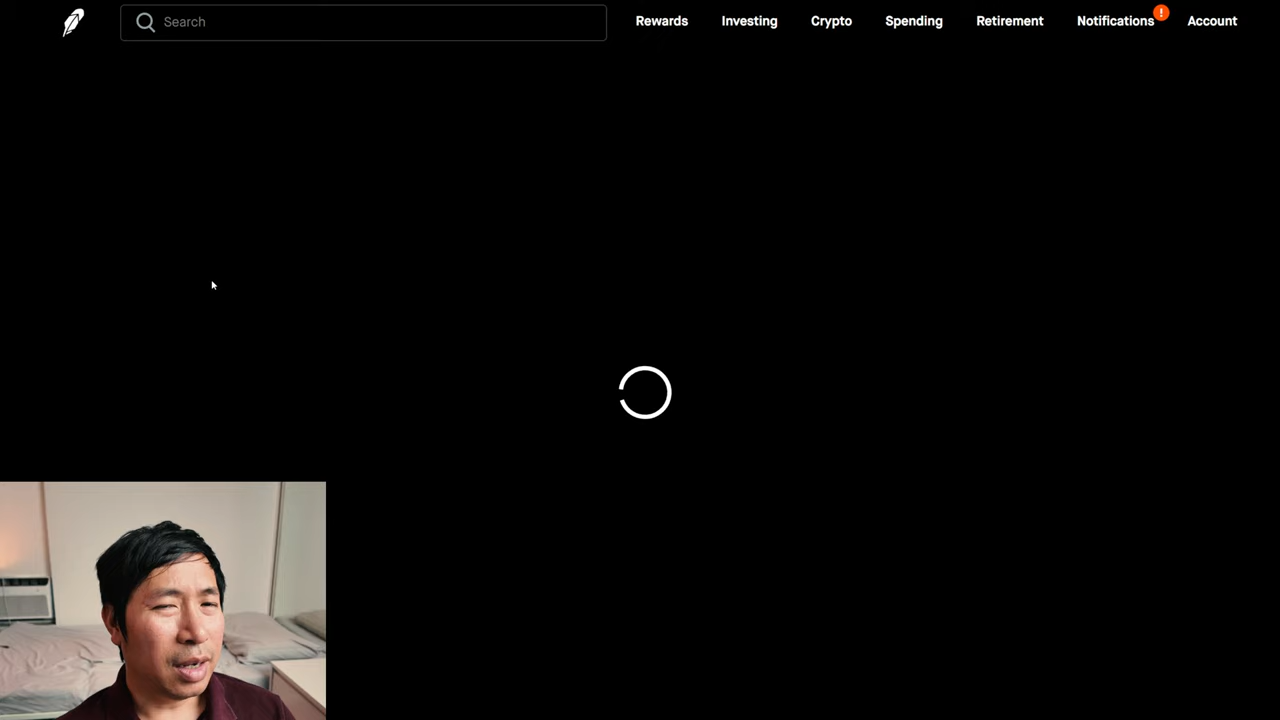 Search
Rewards
Investing
Crypto
Spending
Retirement
Notifications
!
Account